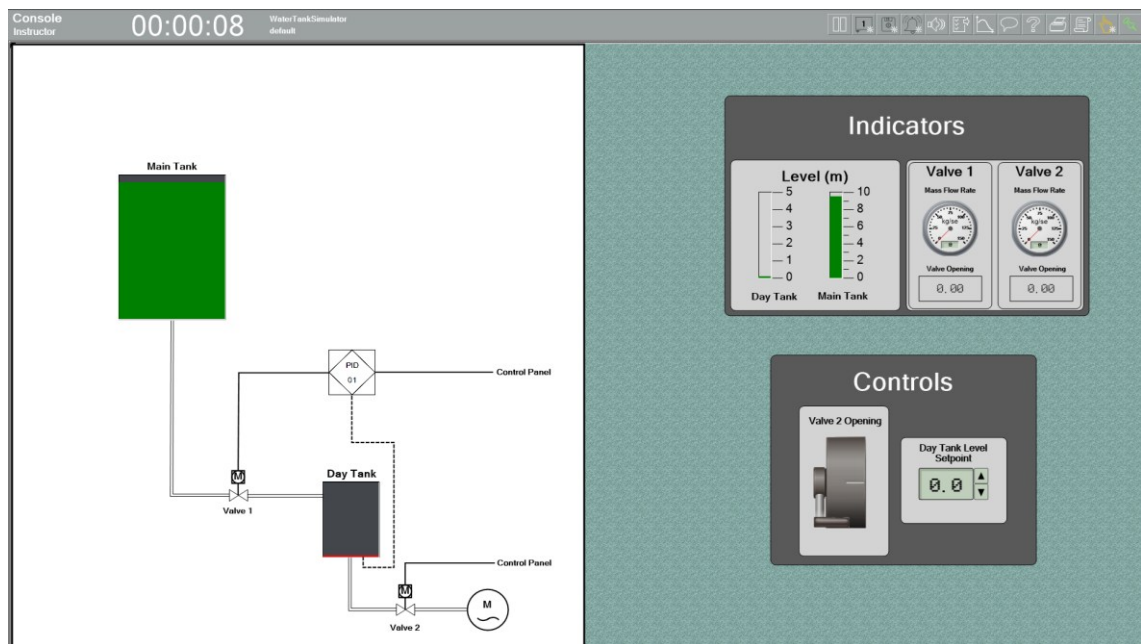 Console
Instructor
00:00:08
WaterTankSimulator
default
1
Main Tank
PID
01
Control Panel
M
Valve 1
Day Tank
Control Panel
M
Valve 2
M
Indicators
Level (m)
5
4
3
2
1
0
10
8
6
4
2
0
Day Tank
Main Tank
Valve 1
Mass Flow Rate
0
Valve Opening
0.00
Valve 2
Mass Flow Rate
0
Valve Opening
0.00
Controls
Valve 2 Opening
Day Tank Level
Setpoint
0.0